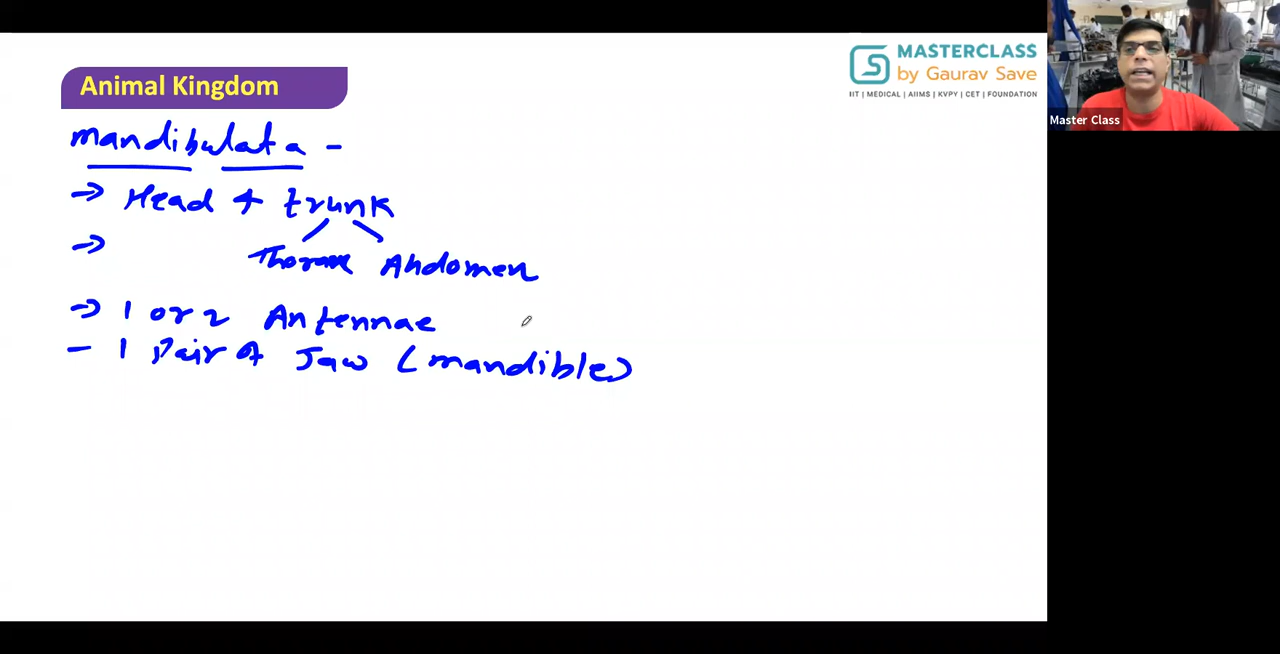 MASTERCLASS
by Gaurav Save
IIT | MEDICAL | AIIMS | KVPY | CET | FOUNDATION
Animal Kingdom
mandibulata -
→ Head + trunk
→ Thorax Abdomen
→ 1 or 2 Antennae
- 1 Pair of Jaw (mandible)
Master Class